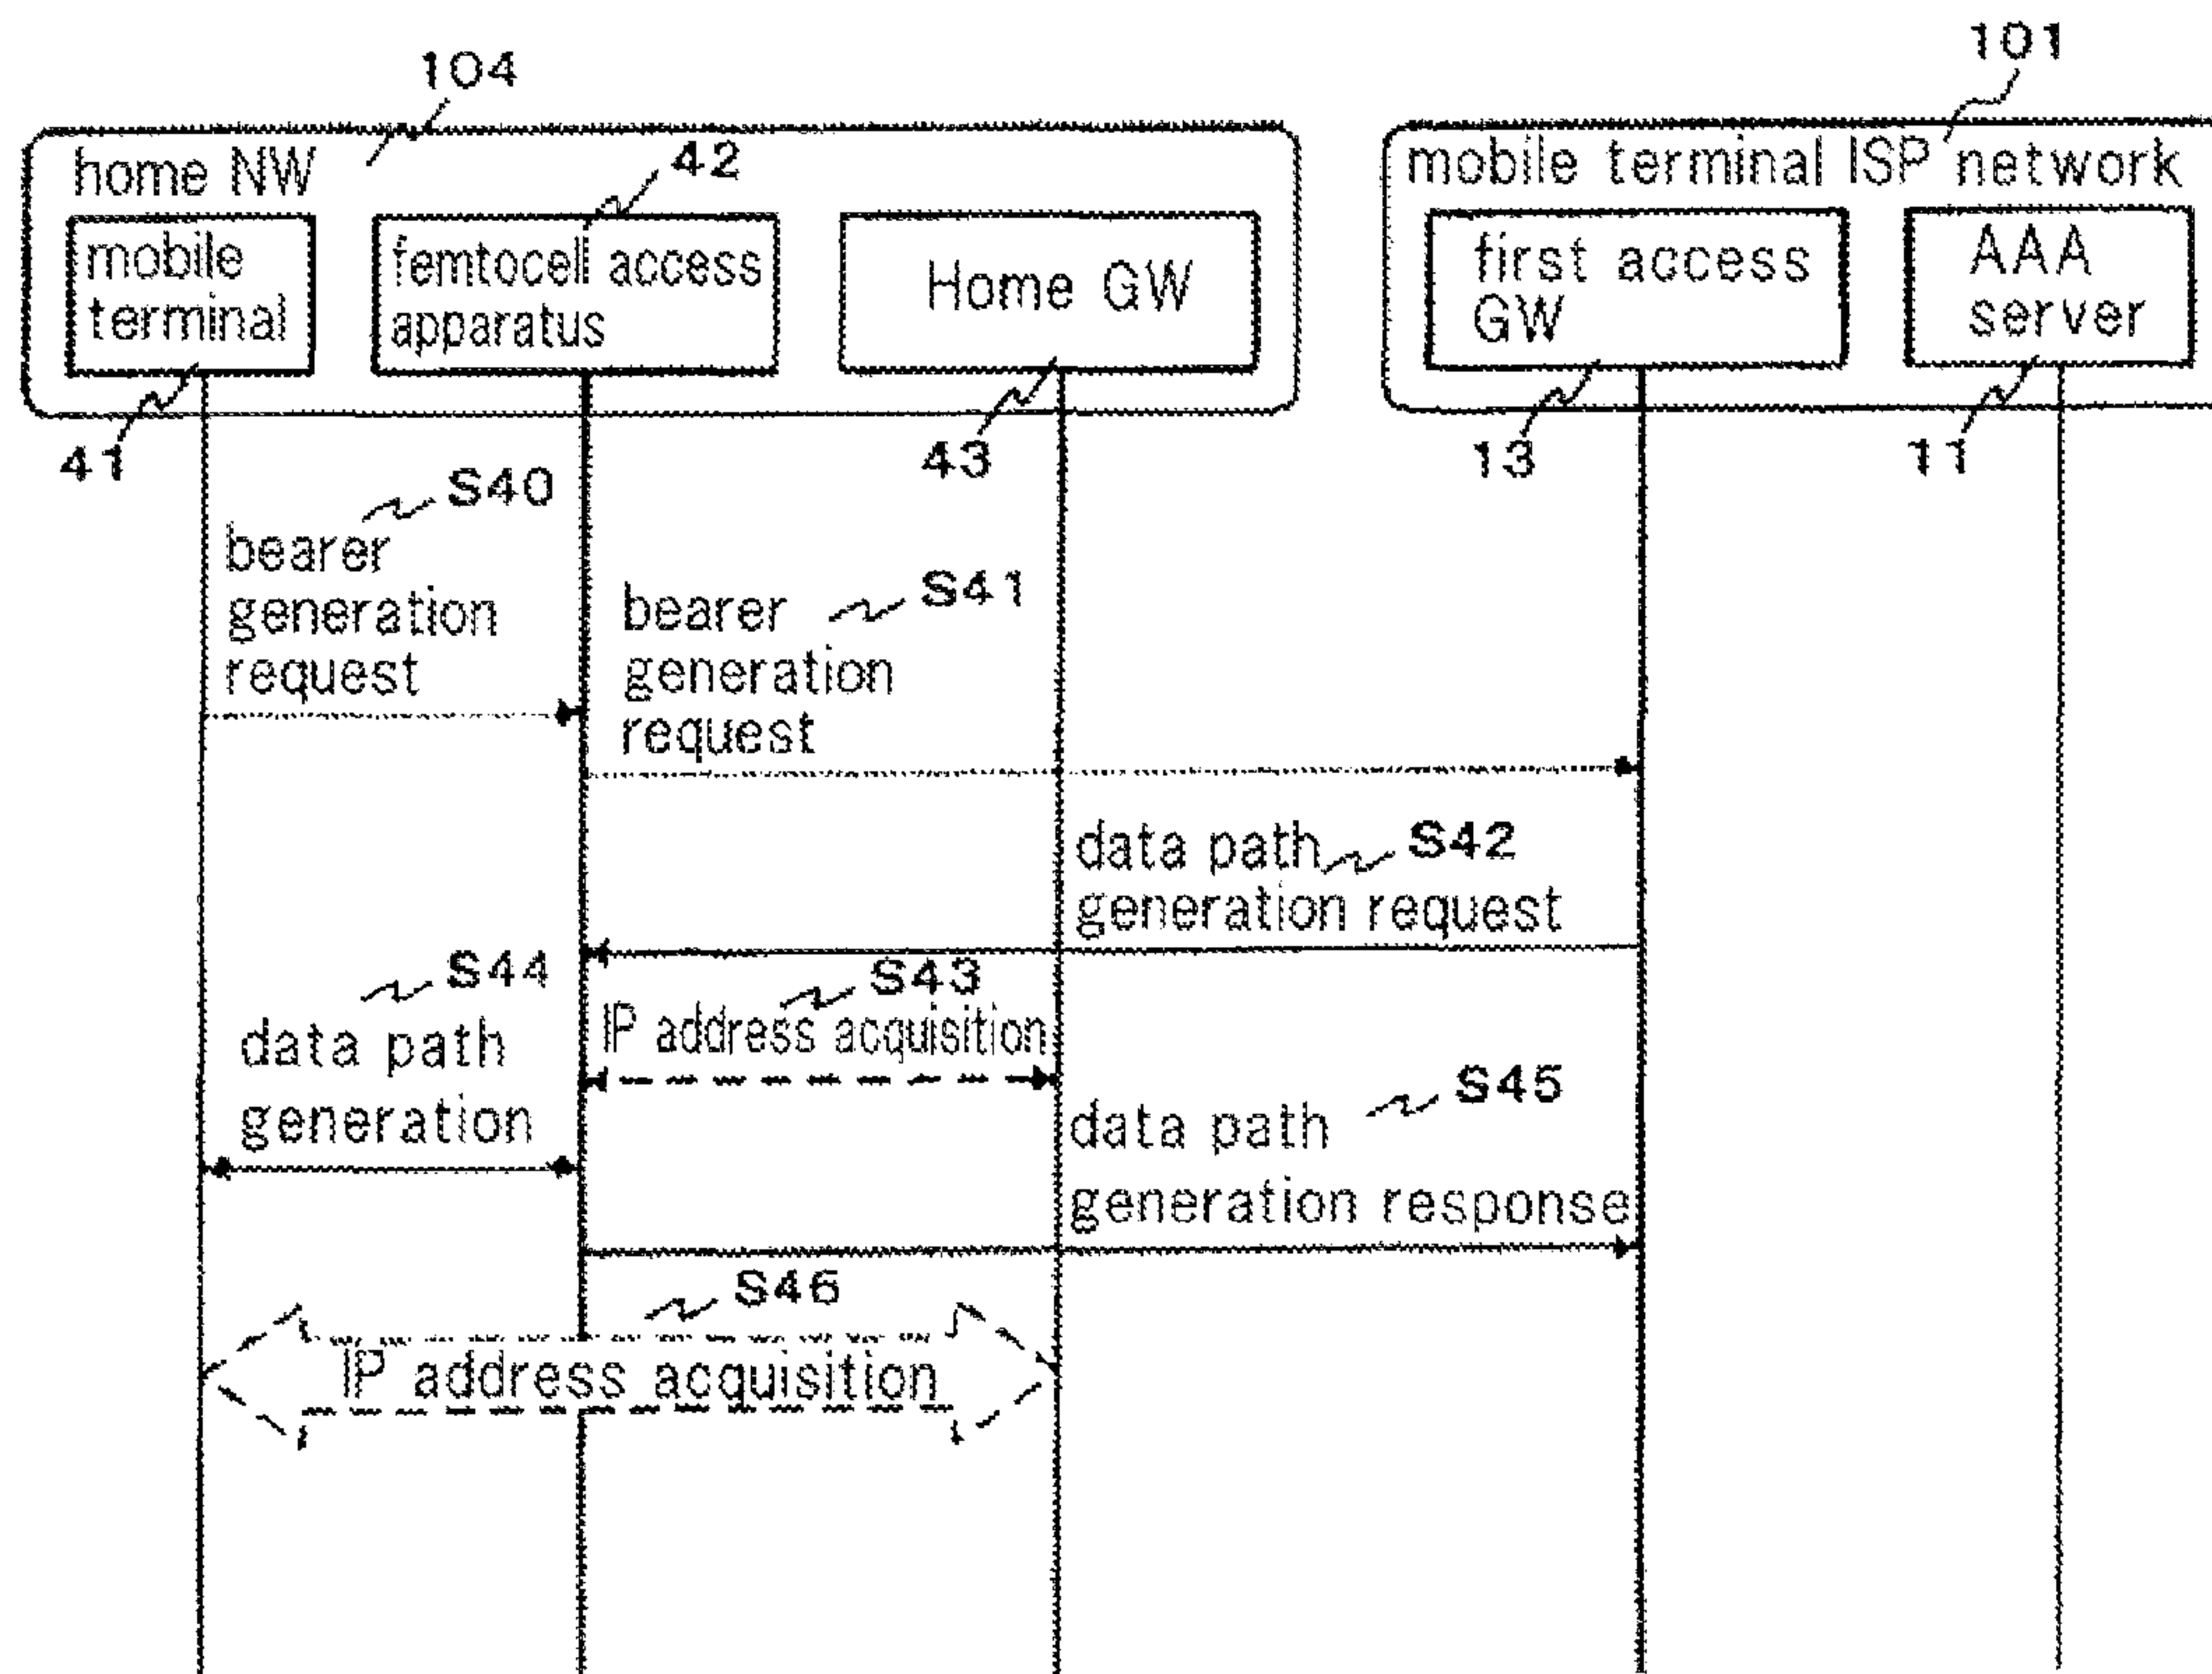 104
101
home NW
42
mobile terminal ISP network
mobile
terminal
femtocell access
apparatus
Home GW
first access
GW
AAA
server
41
43
13
11
S40
bearer
generation
request
S41
bearer
generation
request
S42
data path
generation request
S44
data path
generation
S43
IP address acquisition
S45
data path
generation response
S46
IP address acquisition